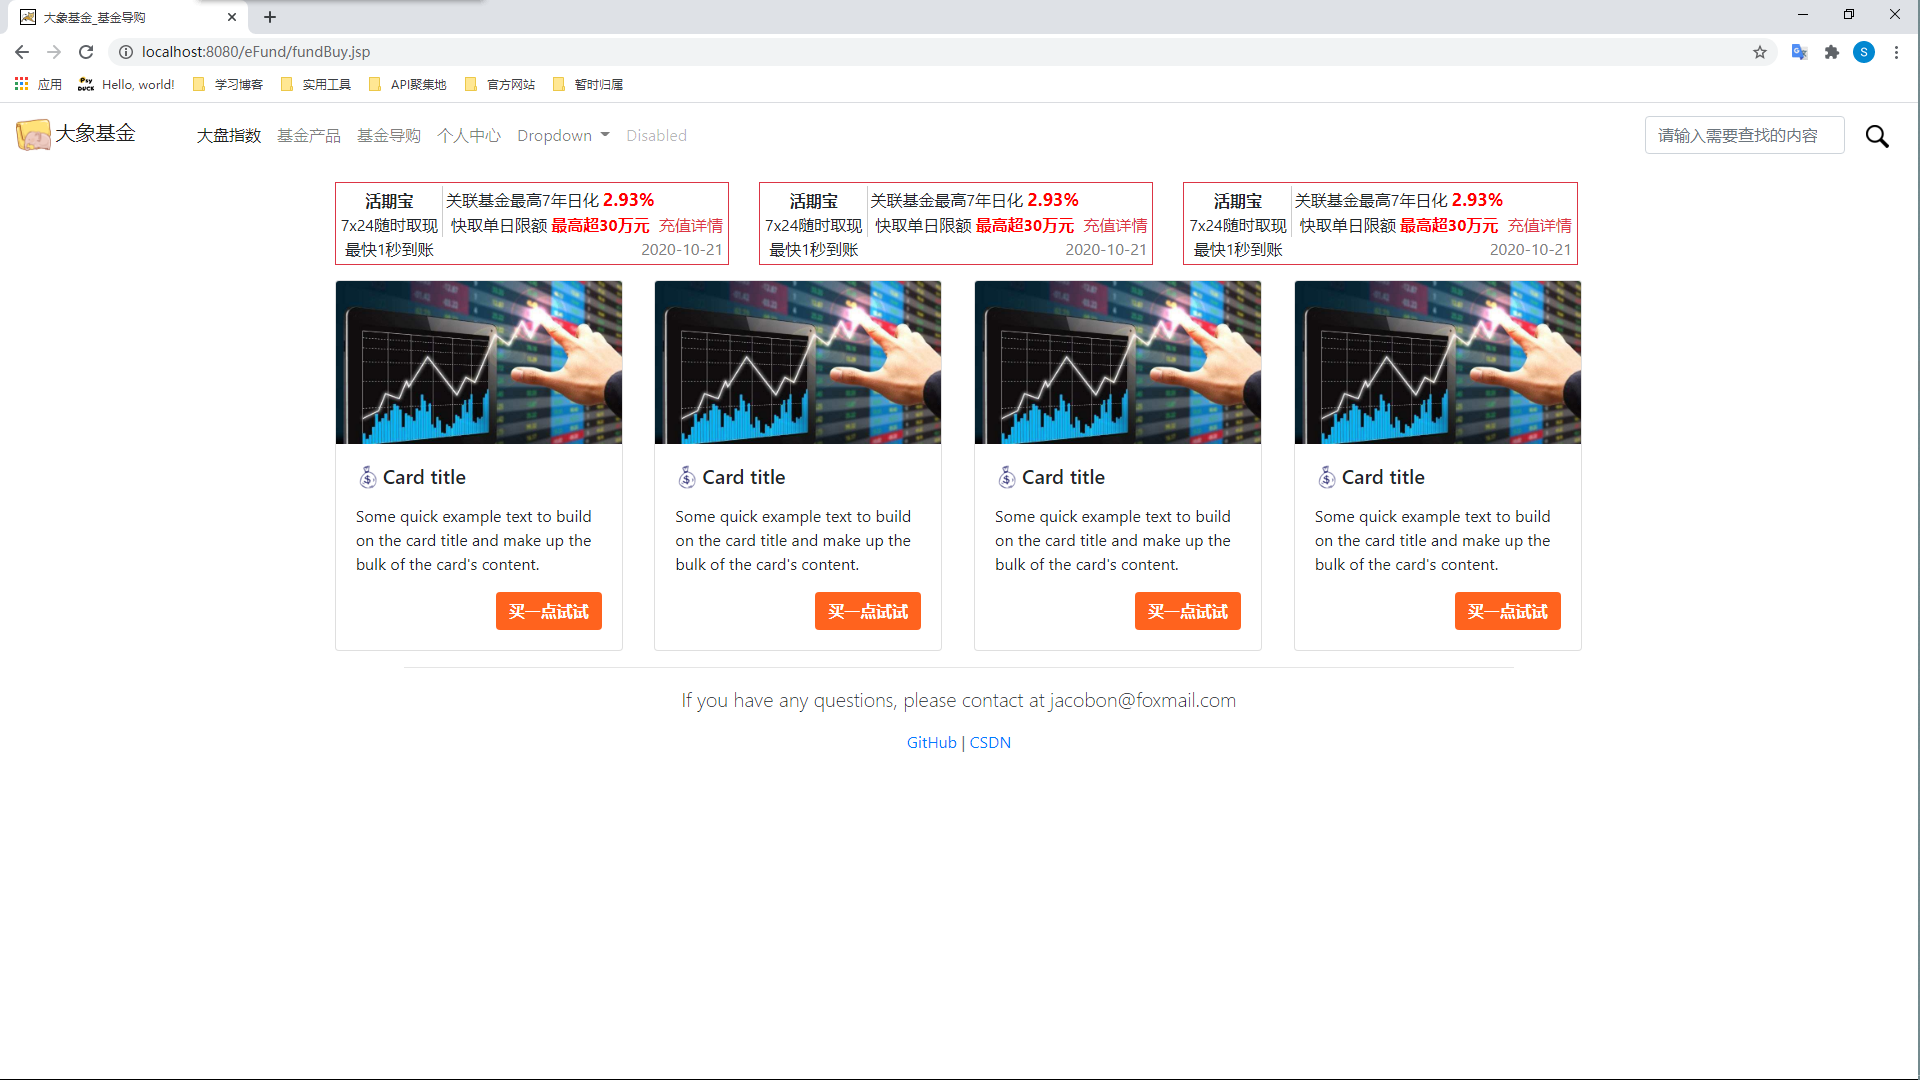 大象基金_基金导购
localhost:8080/eFund/fundBuy.jsp
应用 Hello, world! 学习博客 实用工具 API聚集地 官方网站 暂时归属
大象基金 大盘指数 基金产品 基金导购 个人中心 Dropdown Disabled 请输入需要查找的内容
活期宝 关联基金最高7年日化 2.93%
7x24随时取现 快取单日限额 最高超30万元 充值详情
最快1秒到账 2020-10-21
活期宝 关联基金最高7年日化 2.93%
7x24随时取现 快取单日限额 最高超30万元 充值详情
最快1秒到账 2020-10-21
活期宝 关联基金最高7年日化 2.93%
7x24随时取现 快取单日限额 最高超30万元 充值详情
最快1秒到账 2020-10-21
Card title
Some quick example text to build
on the card title and make up the
bulk of the card's content.
买一点试试
Card title
Some quick example text to build
on the card title and make up the
bulk of the card's content.
买一点试试
Card title
Some quick example text to build
on the card title and make up the
bulk of the card's content.
买一点试试
Card title
Some quick example text to build
on the card title and make up the
bulk of the card's content.
买一点试试
If you have any questions, please contact at jacobon@foxmail.com
GitHub | CSDN